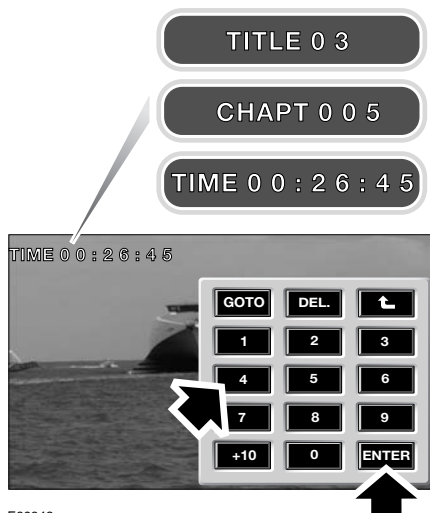 TITLE 0 3
CHAPT 0 0 5
TIME 0 0 : 2 6 : 4 5
TIME 0 0 : 2 6 : 4 5
GOTO DEL.
1 2 3
4 5 6
7 8 9
+10 0 ENTER